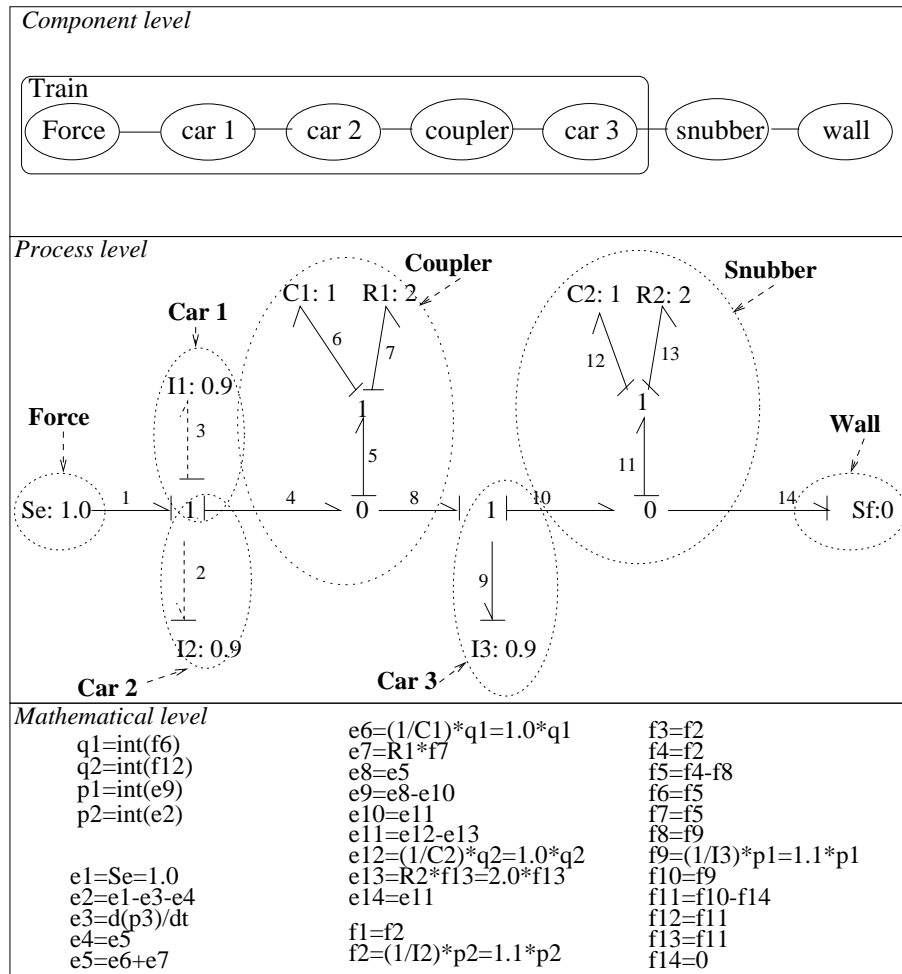 Component level
Train
Force
car 1
car 2
coupler
car 3
snubber
wall
Process level
Coupler
Snubber
C1: 1
R1: 2
C2: 1
R2: 2
Car 1
6
7
12
13
I1: 0.9
1
1
Force
3
5
11
Wall
1
4
8
10
14
Se: 1.0
1
0
1
0
Sf:0
2
9
I2: 0.9
I3: 0.9
Car 2
Car 3
Mathematical level
q1=int(f6)
q2=int(f12)
p1=int(e9)
p2=int(e2)
e1=Se=1.0
e2=e1-e3-e4
e3=d(p3)/dt
e4=e5
e5=e6+e7
e6=(1/C1)*q1=1.0*q1
e7=R1*f7
e8=e5
e9=e8-e10
e10=e11
e11=e12-e13
e12=(1/C2)*q2=1.0*q2
e13=R2*f13=2.0*f13
e14=e11
f1=f2
f2=(1/I2)*p2=1.1*p2
f3=f2
f4=f2
f5=f4-f8
f6=f5
f7=f5
f8=f9
f9=(1/I3)*p1=1.1*p1
f10=f9
f11=f10-f14
f12=f11
f13=f11
f14=0